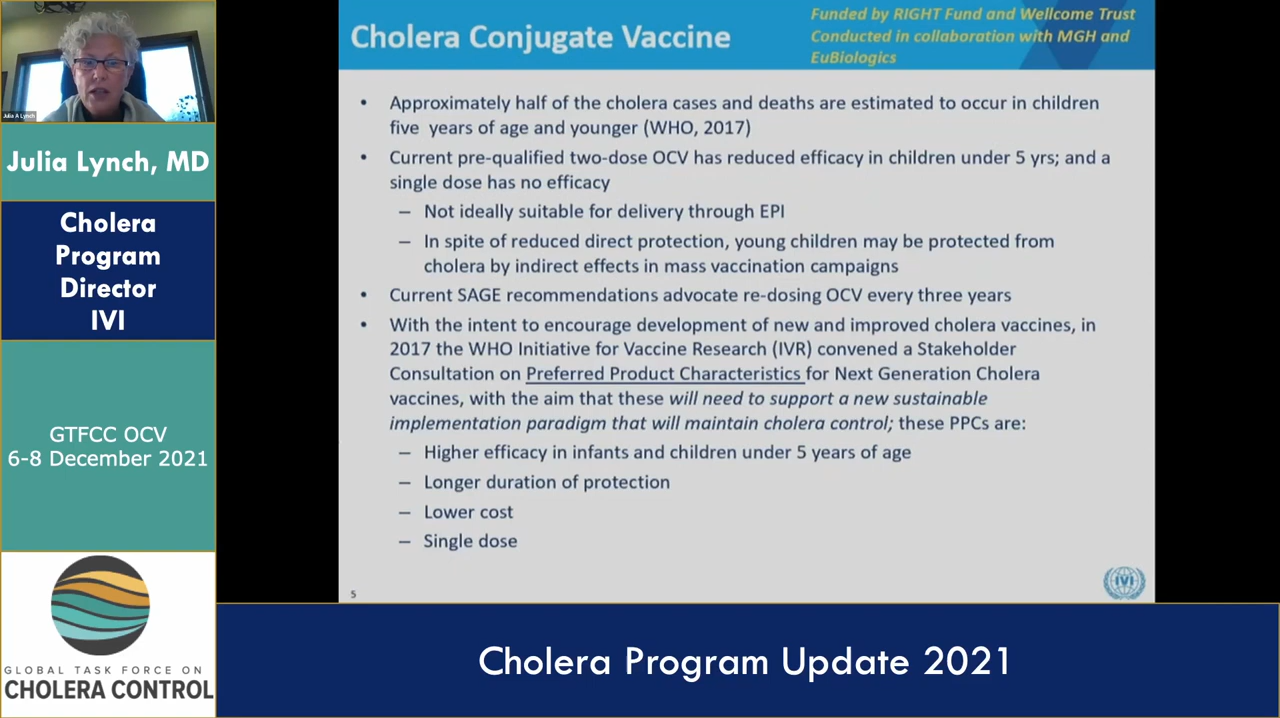 Julia A Lynch
Julia Lynch, MD
Cholera
Program
Director
IVI
GTFCC OCV
6-8 December 2021
GLOBAL TASK FORCE ON
CHOLERA CONTROL
Cholera Conjugate Vaccine
Funded by RIGHT Fund and Wellcome Trust
Conducted in collaboration with MGH and
EuBiologics
• Approximately half of the cholera cases and deaths are estimated to occur in children
five years of age and younger (WHO, 2017)
• Current pre-qualified two-dose OCV has reduced efficacy in children under 5 yrs; and a
single dose has no efficacy
– Not ideally suitable for delivery through EPI
– In spite of reduced direct protection, young children may be protected from
cholera by indirect effects in mass vaccination campaigns
• Current SAGE recommendations advocate re-dosing OCV every three years
• With the intent to encourage development of new and improved cholera vaccines, in
2017 the WHO Initiative for Vaccine Research (IVR) convened a Stakeholder
Consultation on Preferred Product Characteristics for Next Generation Cholera
vaccines, with the aim that these will need to support a new sustainable
implementation paradigm that will maintain cholera control; these PPCs are:
– Higher efficacy in infants and children under 5 years of age
– Longer duration of protection
– Lower cost
– Single dose
5
IVI
Cholera Program Update 2021